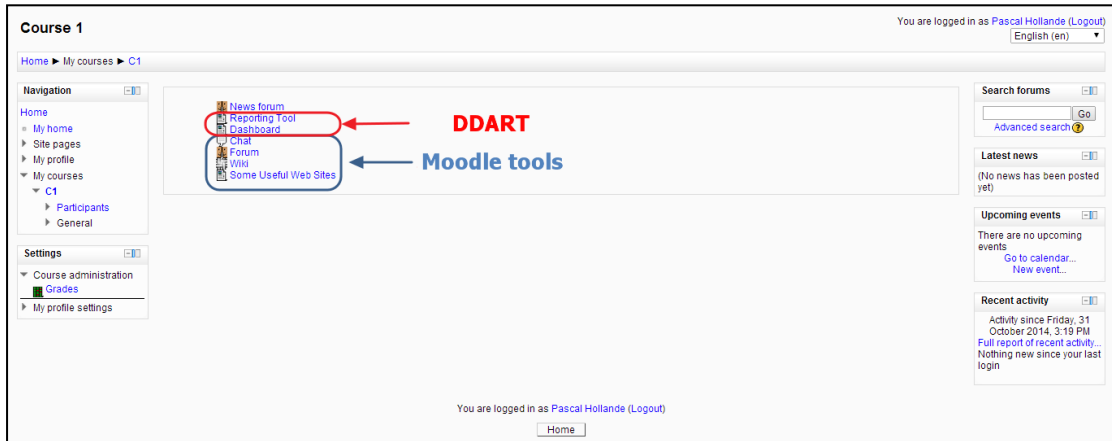 Course 1
You are logged in as Pascal Hollande (Logout)
English (en)
Home ► My courses ► C1
Navigation
Home
My home
Site pages
My profile
My courses
C1
Participants
General
Settings
Course administration
Grades
My profile settings
News forum
Reporting Tool
Dashboard
Chat
Forum
Wiki
Some Useful Web Sites
DDART
Moodle tools
Search forums
Go
Advanced search ?
Latest news
(No news has been posted
yet)
Upcoming events
There are no upcoming
events
Go to calendar...
New event...
Recent activity
Activity since Friday, 31
October 2014, 3:19 PM
Full report of recent activity...
Nothing new since your last
login
You are logged in as Pascal Hollande (Logout)
Home